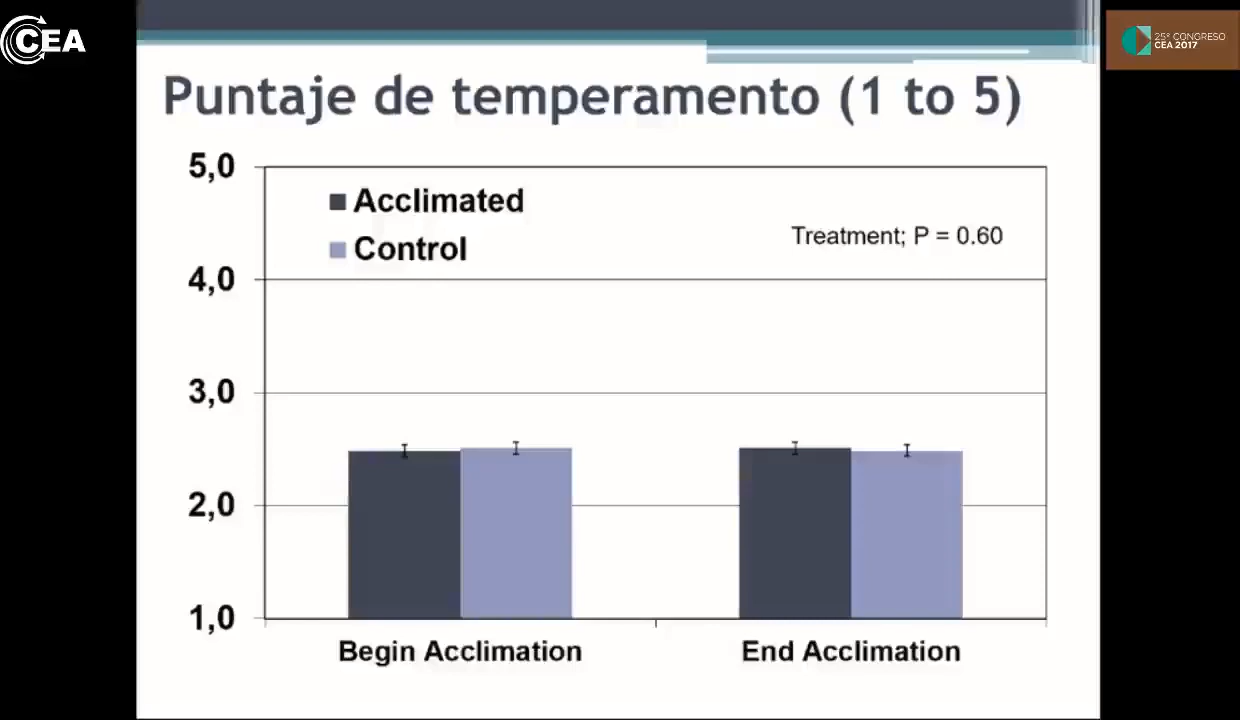 CEA
25º CONGRESO
CEA 2017
Puntaje de temperamento (1 to 5)
5,0
Acclimated
Treatment; P = 0.60
Control
4,0
3,0
2,0
1,0
Begin Acclimation
End Acclimation